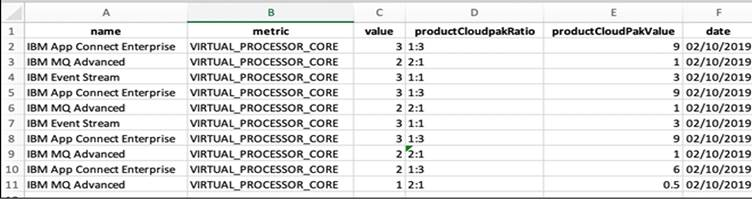 A B C D E F
1 name metric value productCloudpakRatio productCloudPakValue date
2 IBM App Connect Enterprise VIRTUAL_PROCESSOR_CORE 3 1:3 9 02/10/2019
3 IBM MQ Advanced VIRTUAL_PROCESSOR_CORE 2 2:1 1 02/10/2019
4 IBM Event Stream VIRTUAL_PROCESSOR_CORE 3 1:1 3 02/10/2019
5 IBM App Connect Enterprise VIRTUAL_PROCESSOR_CORE 3 1:3 9 02/10/2019
6 IBM MQ Advanced VIRTUAL_PROCESSOR_CORE 2 2:1 1 02/10/2019
7 IBM Event Stream VIRTUAL_PROCESSOR_CORE 3 1:1 3 02/10/2019
8 IBM App Connect Enterprise VIRTUAL_PROCESSOR_CORE 3 1:3 9 02/10/2019
9 IBM MQ Advanced VIRTUAL_PROCESSOR_CORE 2 2:1 1 02/10/2019
10 IBM App Connect Enterprise VIRTUAL_PROCESSOR_CORE 2 1:3 6 02/10/2019
11 IBM MQ Advanced VIRTUAL_PROCESSOR_CORE 1 2:1 0.5 02/10/2019